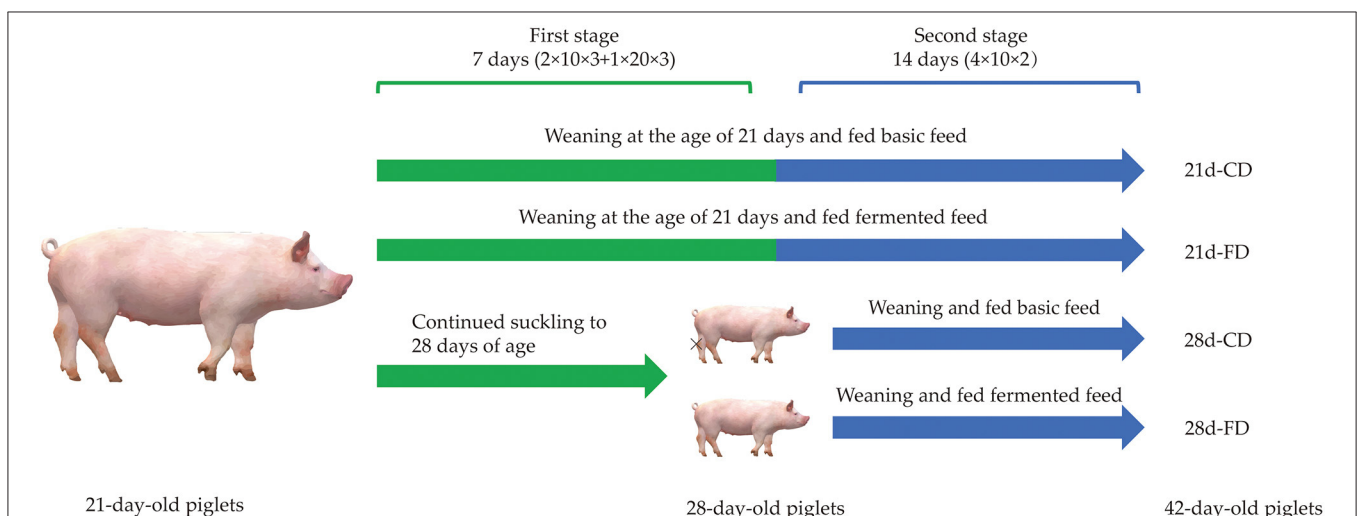 First stage
7 days (2×10×3+1×20×3)
Second stage
14 days (4×10×2)
Weaning at the age of 21 days and fed basic feed
21d-CD
Weaning at the age of 21 days and fed fermented feed
21d-FD
Continued suckling to
28 days of age
×
Weaning and fed basic feed
28d-CD
Weaning and fed fermented feed
28d-FD
21-day-old piglets
28-day-old piglets
42-day-old piglets